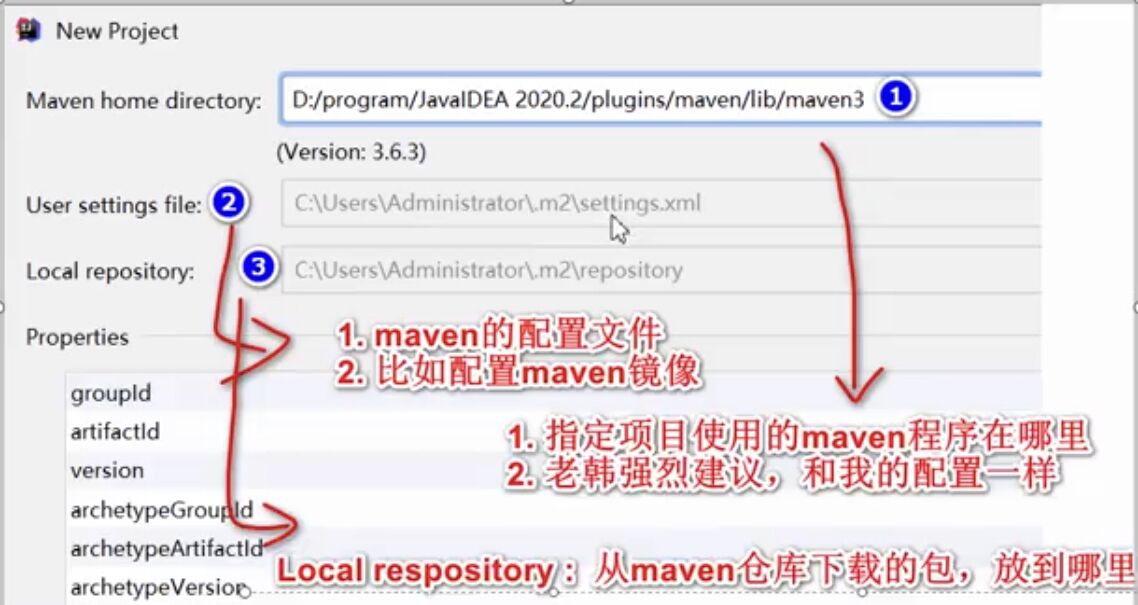 New Project
Maven home directory: D:/program/JavaIDEA 2020.2/plugins/maven/lib/maven3 1
(Version: 3.6.3)
User settings file: 2 C:\Users\Administrator\.m2\settings.xml
Local repository: 3 C:\Users\Administrator\.m2\repository
Properties
1. maven的配置文件
2. 比如配置maven镜像
groupId
artifactId
version
archetypeGroupId
archetypeArtifactId
archetypeVersion
1. 指定项目使用的maven程序在哪里
2. 老韩强烈建议，和我的配置一样
Local respository： 从maven仓库下载的包，放到哪里